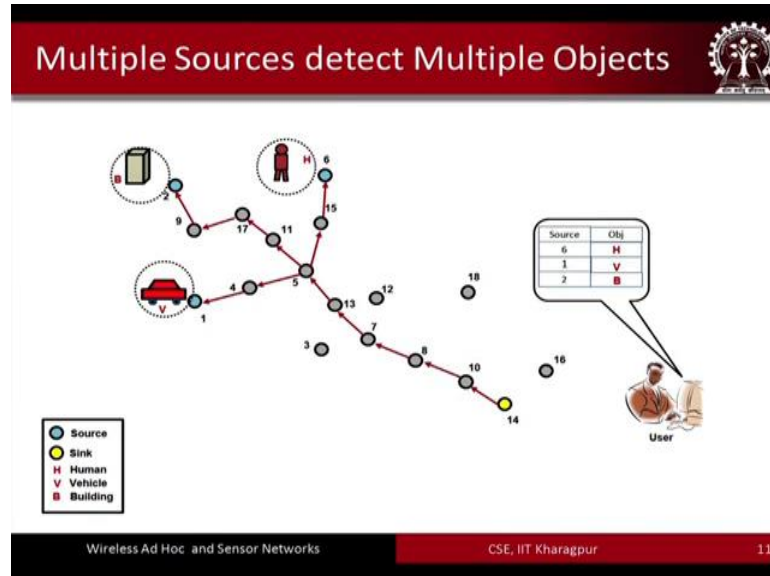 Multiple Sources detect Multiple Objects
B
2
H
6
9
17
11
15
V
1
4
5
13
12
18
3
7
8
10
16
14
Source Obj
6 H
1 V
2 B
User
Source
Sink
H Human
V Vehicle
B Building
Wireless Ad Hoc and Sensor Networks
CSE, IIT Kharagpur
11